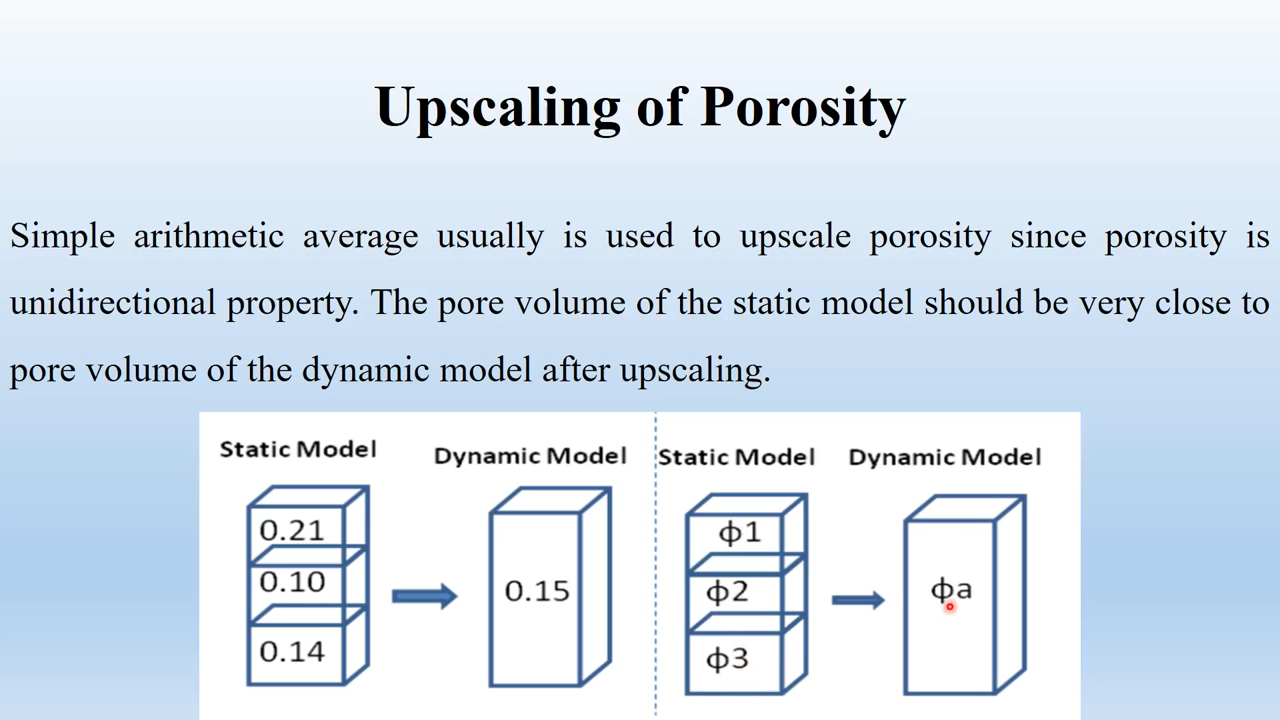 Upscaling of Porosity
Simple arithmetic average usually is used to upscale porosity since porosity is
unidirectional property. The pore volume of the static model should be very close to
pore volume of the dynamic model after upscaling.
Static Model
Dynamic Model
0.21
0.10
0.14
0.15
Static Model
Dynamic Model
ϕ1
ϕ2
ϕ3
ϕa